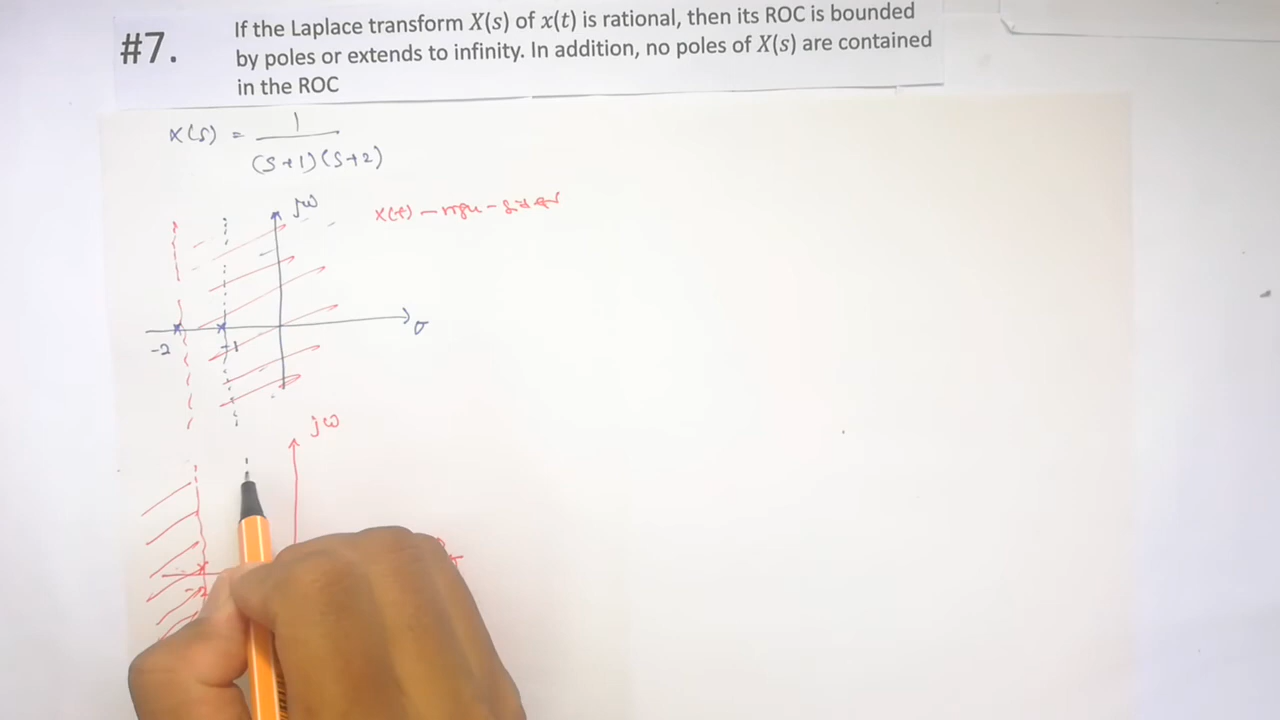 #7.
If the Laplace transform X(s) of x(t) is rational, then its ROC is bounded
by poles or extends to infinity. In addition, no poles of X(s) are contained
in the ROC
X(s) = 1
(s+1)(s+2)
jω
x(t) –
σ
-2
-1
jω
-2